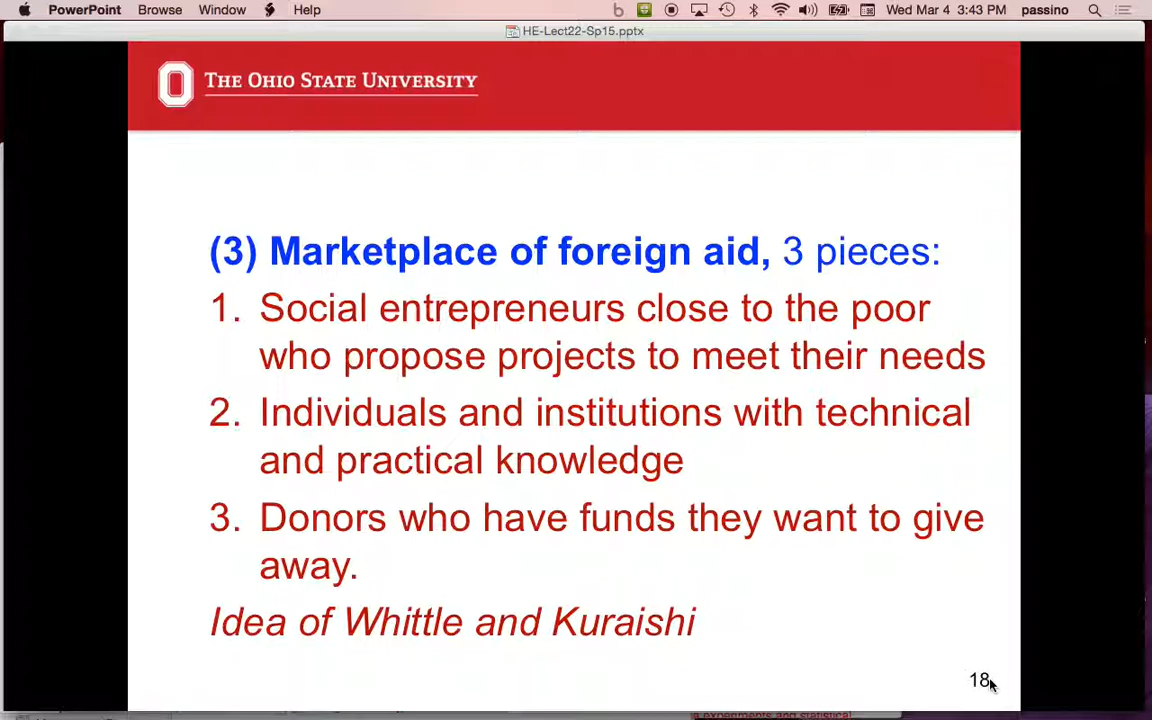 PowerPoint Browse Window Help Wed Mar 4 3:43 PM passino
HE-Lect22-Sp15.pptx
THE OHIO STATE UNIVERSITY
(3) Marketplace of foreign aid, 3 pieces:
1. Social entrepreneurs close to the poor
who propose projects to meet their needs
2. Individuals and institutions with technical
and practical knowledge
3. Donors who have funds they want to give
away.
Idea of Whittle and Kuraishi
18
experiments and statistical